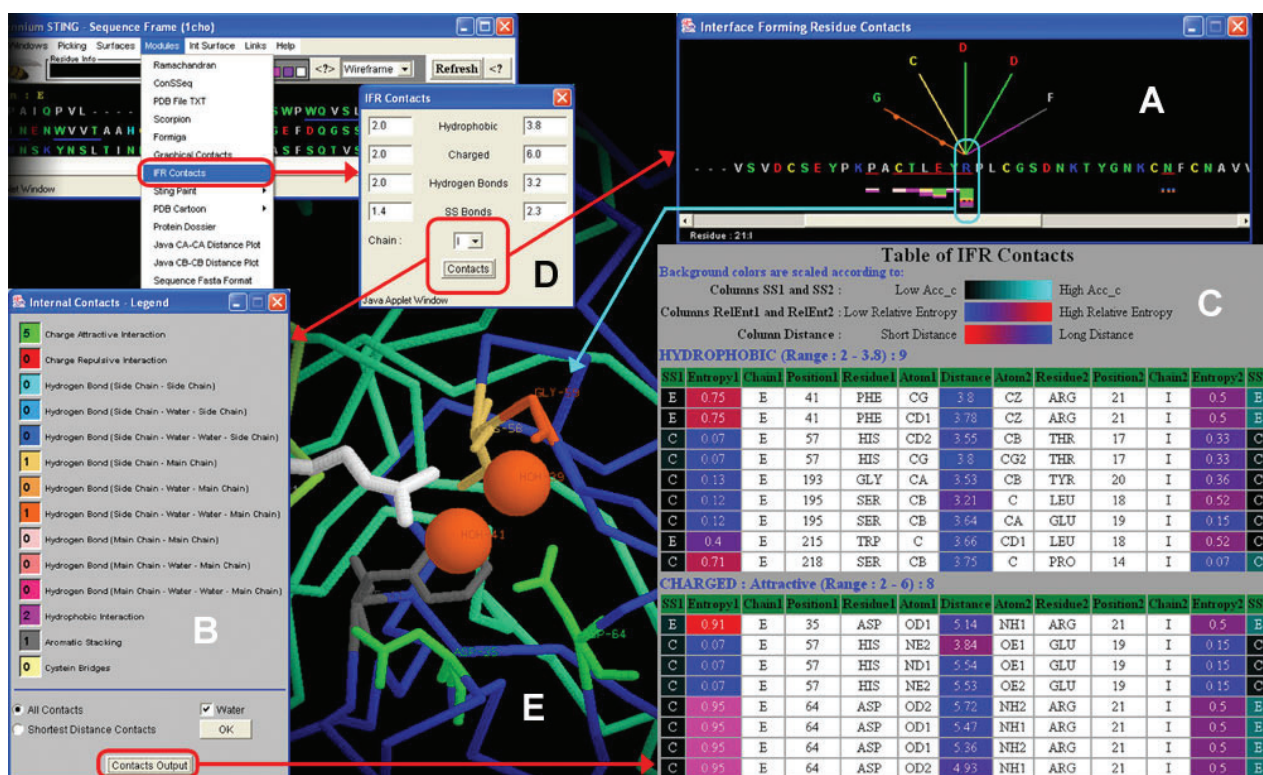 nnium STING - Sequence Frame (1cho)
Windows Picking Surfaces Modules Int Surface Links Help
Residue Info
<?> Wireframe Refresh <?
Ramachandran
ConSSeq
PDB File TXT
Scorpion
Formiga
Graphical Contacts
IFR Contacts
Sting Paint
PDB Cartoon
Protein Dossier
Java CA-CA Distance Plot
Java CB-CB Distance Plot
Sequence Fasta Format
IFR Contacts
2.0 Hydrophobic 3.8
2.0 Charged 6.0
2.0 Hydrogen Bonds 3.2
1.4 SS Bonds 2.3
Chain : I
Contacts
Java Applet Window
D
Interface Forming Residue Contacts
D
C D
G F
A
- - - V S V D C S E Y P K P A C T L E Y R P L C G S D N K T Y G N K C N F C N A V
Residue : 21:I
Internal Contacts - Legend
5 Charge Attractive Interaction
0 Charge Repulsive Interaction
0 Hydrogen Bond (Side Chain - Side Chain)
0 Hydrogen Bond (Side Chain - Water - Side Chain)
0 Hydrogen Bond (Side Chain - Water - Water - Side Chain)
1 Hydrogen Bond (Side Chain - Main Chain)
0 Hydrogen Bond (Side Chain - Water - Main Chain)
1 Hydrogen Bond (Side Chain - Water - Water - Main Chain)
0 Hydrogen Bond (Main Chain - Main Chain)
0 Hydrogen Bond (Main Chain - Water - Main Chain)
0 Hydrogen Bond (Main Chain - Water - Water - Main Chain)
2 Hydrophobic Interaction
1 Aromatic Stacking
0 Cystein Bridges
B
All Contacts Water
Shortest Distance Contacts OK
Contacts Output
HOH-41
E
Table of IFR Contacts
Background colors are scaled according to:
Columns SS1 and SS2 : Low Acc_c High Acc_c
Columns RelEnt1 and RelEnt2 : Low Relative Entropy High Relative Entropy
Column Distance : Short Distance Long Distance
C
HYDROPHOBIC (Range : 2 - 3.8) : 9
SS1 Entropy1 Chain1 Position1 Residue1 Atom1 Distance Atom2 Residue2 Position2 Chain2 Entropy2 SS
E 0.75 E 41 PHE CG 3.8 CZ ARG 21 I 0.5 E
E 0.75 E 41 PHE CD1 3.78 CZ ARG 21 I 0.5 E
C 0.07 E 57 HIS CD2 3.55 CB THR 17 I 0.33 C
C 0.07 E 57 HIS CG 3.8 CG2 THR 17 I 0.33 C
C 0.13 E 193 GLY CA 3.53 CB TYR 20 I 0.36 E
C 0.12 E 195 SER CB 3.21 C LEU 18 I 0.52 C
C 0.12 E 195 SER CB 3.64 CA GLU 19 I 0.15 E
E 0.4 E 215 TRP C 3.66 CD1 LEU 18 I 0.52 C
C 0.71 E 218 SER CB 3.75 C PRO 14 I 0.07 C
CHARGED : Attractive (Range : 2 - 6) : 8
SS1 Entropy1 Chain1 Position1 Residue1 Atom1 Distance Atom2 Residue2 Position2 Chain2 Entropy2 SS
E 0.91 E 35 ASP OD1 5.14 NH1 ARG 21 I 0.5 E
C 0.07 E 57 HIS NE2 3.84 OE1 GLU 19 I 0.15 C
C 0.07 E 57 HIS ND1 5.54 OE1 GLU 19 I 0.15 C
C 0.07 E 57 HIS NE2 5.53 OE2 GLU 19 I 0.15 C
C 0.95 E 64 ASP OD2 5.72 NH2 ARG 21 I 0.5 E
C 0.95 E 64 ASP OD1 5.47 NH1 ARG 21 I 0.5 E
C 0.95 E 64 ASP OD1 5.36 NH2 ARG 21 I 0.5 E
C 0.95 E 64 ASP OD2 4.93 NH1 ARG 21 I 0.5 E